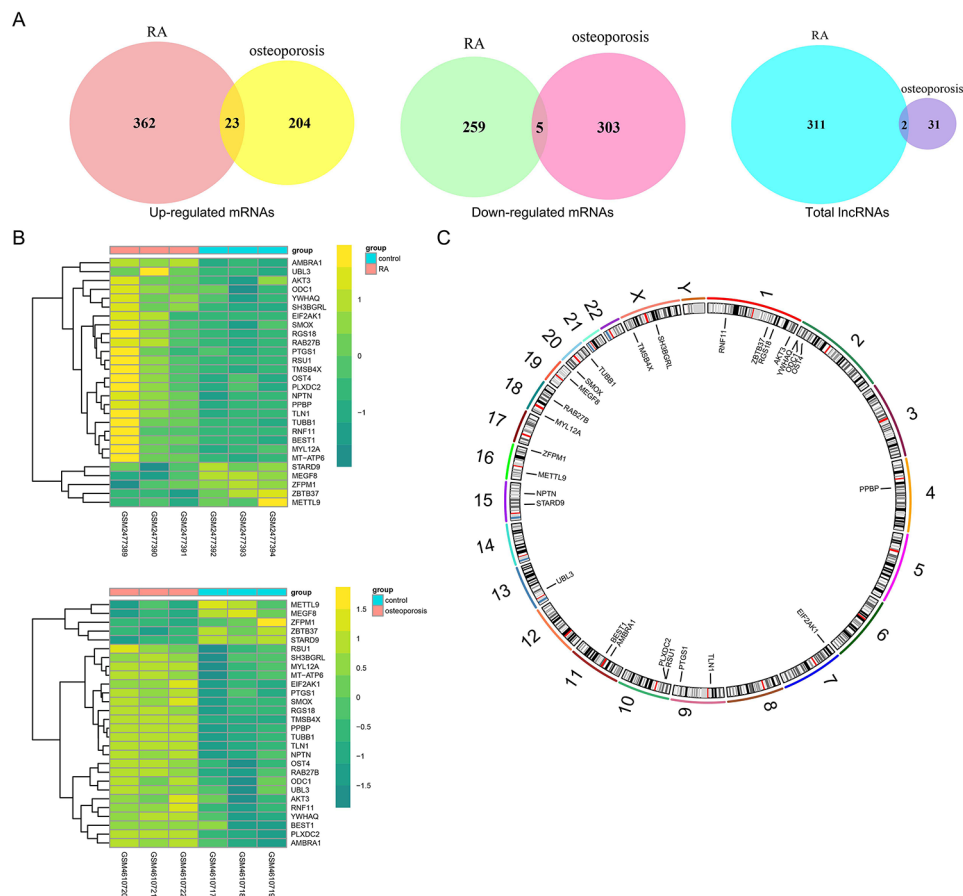 A
RA
osteoporosis
362
23
204
Up-regulated mRNAs
RA
osteoporosis
259
5
303
Down-regulated mRNAs
RA
osteoporosis
311
2
31
Total lncRNAs
B
group
AMBRA1
UBL3
AKT3
ODC1
YWHAQ
SH3BGRL
EIF2AK1
SMOX
RGS18
RAB27B
PTGS1
RSU1
TMSB4X
OST4
PLXDC2
NPTN
PPBP
TLN1
TUBB1
RNF11
BEST1
MYL12A
MT-ATP6
STARD9
MEGF8
ZFPM1
ZBTB37
METTL9
1
0
−1
group
control
RA
GSM2477389
GSM2477390
GSM2477391
GSM2477392
GSM2477393
GSM2477394
group
METTL9
MEGF8
ZFPM1
ZBTB37
STARD9
RSU1
SH3BGRL
MYL12A
MT-ATP6
EIF2AK1
PTGS1
SMOX
RGS18
TMSB4X
PPBP
TUBB1
TLN1
NPTN
OST4
RAB27B
ODC1
UBL3
AKT3
RNF11
YWHAQ
BEST1
PLXDC2
AMBRA1
1.5
1
0.5
0
−0.5
−1
−1.5
group
control
osteoporosis
GSM4610720
GSM4610721
GSM4610722
GSM4610717
GSM4610718
GSM4610719
C
1
2
3
4
5
6
7
8
9
10
11
12
13
14
15
16
17
18
19
20
21
22
X
Y
RNF11
ZBTB37
RGS18
AKT3
YWHAQ
ODC1
OST4
PPBP
EIF2AK1
TLN1
PTGS1
RSU1
PLXDC2
AMBRA1
BEST1
UBL3
STARD9
NPTN
METTL9
ZFPM1
MYL12A
RAB27B
MEGF8
SMOX
TUBB1
TMSB4X
SH3BGRL